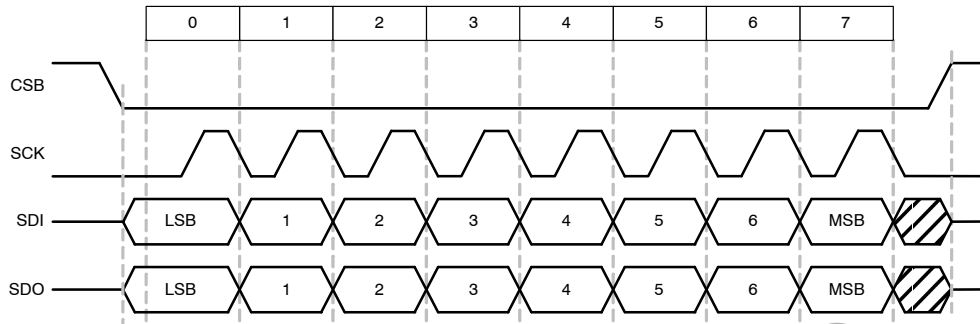 0 1 2 3 4 5 6 7
CSB
SCK
SDI LSB 1 2 3 4 5 6 MSB
SDO LSB 1 2 3 4 5 6 MSB